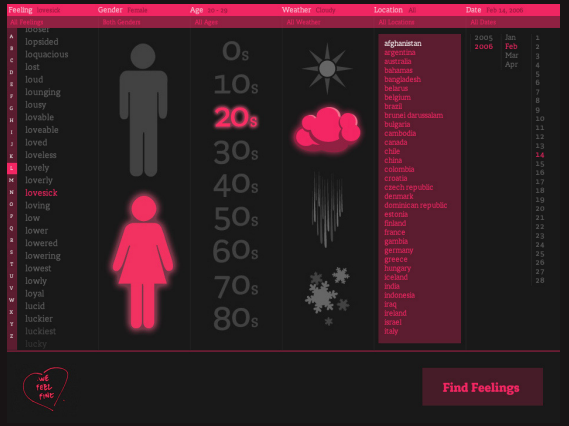 Feeling lovesick
Gender Female
Age 20 - 29
Weather Cloudy
Location All
Date Feb 14, 2006
All Feelings
Both Genders
All Ages
All Weather
All Locations
All Dates
A
B
C
D
E
F
G
H
I
J
K
L
M
N
O
P
Q
R
S
T
U
V
W
X
Y
Z
looser
lopsided
loquacious
lost
loud
lounging
lousy
lovable
loveable
loved
loveless
lovely
loverly
lovesick
loving
low
lower
lowered
lowering
lowest
lowly
loyal
lucid
luckier
luckiest
lucky
0s
10s
20s
30s
40s
50s
60s
70s
80s
afghanistan
argentina
australia
bahamas
bangladesh
belarus
belgium
brazil
brunei darussalam
bulgaria
cambodia
canada
chile
china
colombia
croatia
czech republic
denmark
dominican republic
estonia
finland
france
gambia
germany
greece
hungary
iceland
india
indonesia
iraq
ireland
israel
italy
2005
2006
Jan
Feb
Mar
Apr
1
2
3
4
5
6
7
8
9
10
11
12
13
14
15
16
17
18
19
20
21
22
23
24
25
26
27
28
WE
FEEL
FINE
Find Feelings